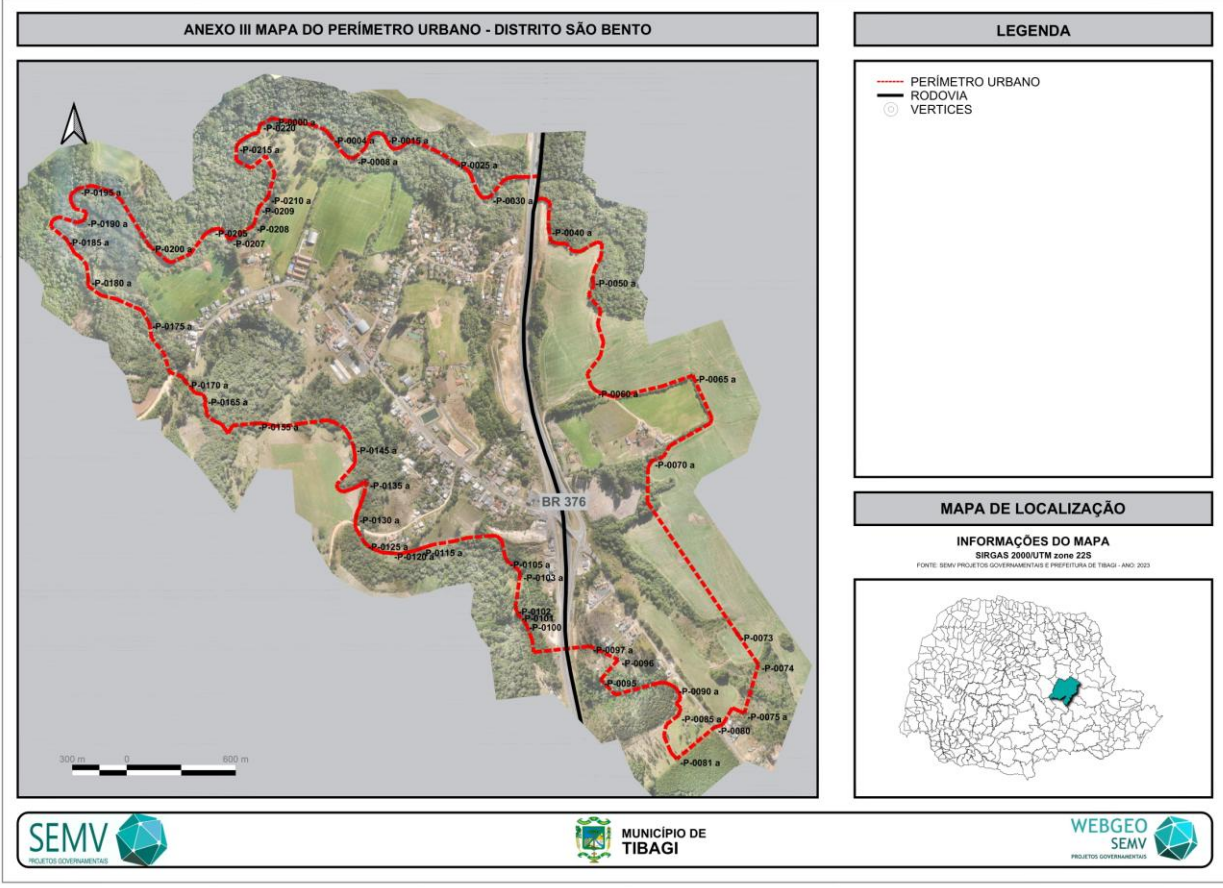 ANEXO III MAPA DO PERÍMETRO URBANO - DISTRITO SÃO BENTO
LEGENDA
PERÍMETRO URBANO
RODOVIA
VERTICES
-P-0000 a
-P-0220
-P-0004 a
-P-0015 a
-P-0215 a
-P-0008 a
-P-0025 a
-P-0195 a
-P-0210 a
-P-0030 a
-P-0209
-P-0190 a
-P-0208
-P-0205
-P-0040 a
-P-0185 a
-P-0207
-P-0200 a
-P-0180 a
-P-0050 a
-P-0175 a
-P-0065 a
-P-0170 a
-P-0060 a
-P-0165 a
-P-0155 a
-P-0145 a
-P-0070 a
-P-0135 a
BR 376
-P-0130 a
-P-0125 a
-P-0115 a
-P-0120 a
-P-0105 a
-P-0103 a
-P-0102
-P-0101
-P-0100
-P-0073
-P-0097 a
-P-0096
-P-0074
-P-0095
-P-0090 a
-P-0085 a
-P-0075 a
-P-0080
-P-0081 a
300 m 0 600 m
MAPA DE LOCALIZAÇÃO
INFORMAÇÕES DO MAPA
SIRGAS 2000/UTM zone 22S
FONTE: SEMV PROJETOS GOVERNAMENTAIS E PREFEITURA DE TIBAGI - ANO: 2023
SEMV
PROJETOS GOVERNAMENTAIS
MUNICÍPIO DE
TIBAGI
WEBGEO
SEMV
PROJETOS GOVERNAMENTAIS